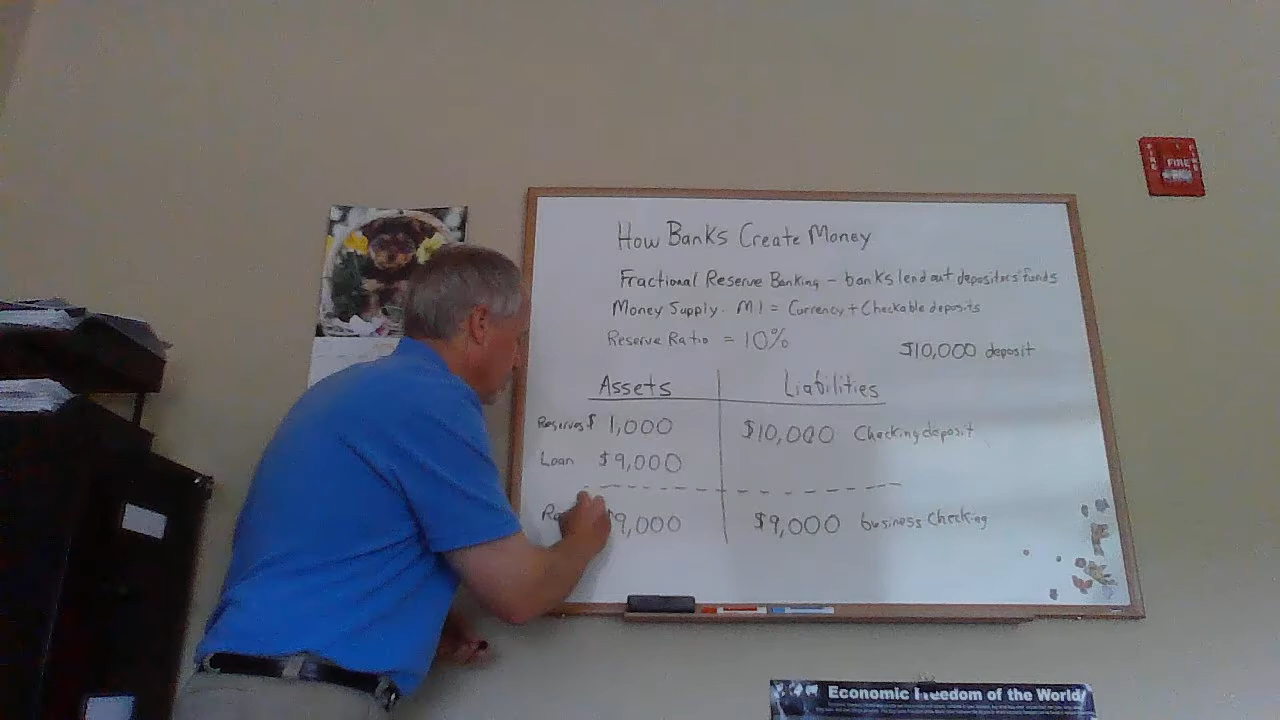 How Banks Create Money
Fractional Reserve Banking - banks lend out depositors' funds
Money Supply. M1 = Currency + Checkable deposits
Reserve Ratio = 10%
$10,000 deposit
Assets Liabilities
Reserves $ 1,000 $10,000 Checking deposit
Loan $9,000
$9,000 $9,000 business Checking
FIRE
Economic Freedom of the World